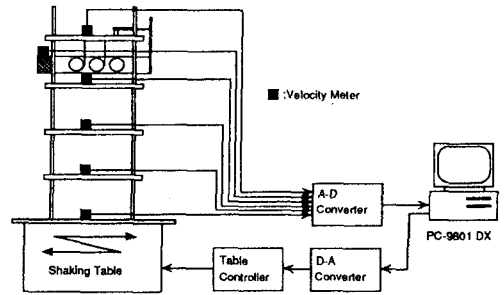 :Velocity Meter
A-D
Converter
PC-9801 DX
Table
Controller
D-A
Converter
Shaking Table